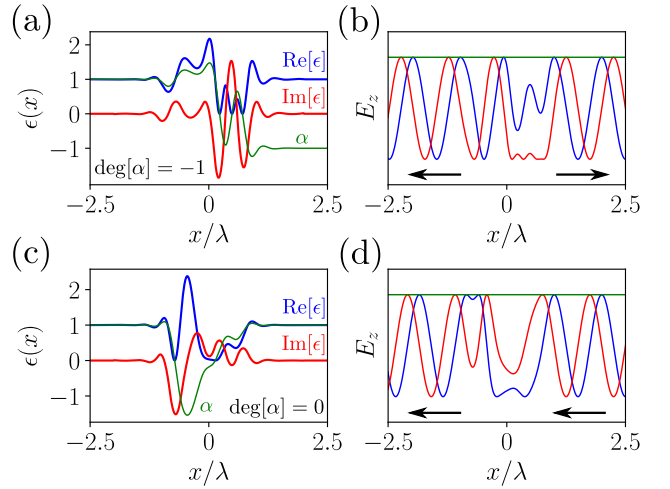 (a)
2
1
0
−1
ϵ(x)
Re[ϵ]
Im[ϵ]
α
deg[α] = −1
−2.5
0
2.5
x/λ
(b)
E_z
−2.5
0
2.5
x/λ
(c)
2
1
0
−1
ϵ(x)
Re[ϵ]
Im[ϵ]
α
deg[α] = 0
−2.5
0
2.5
x/λ
(d)
E_z
−2.5
0
2.5
x/λ